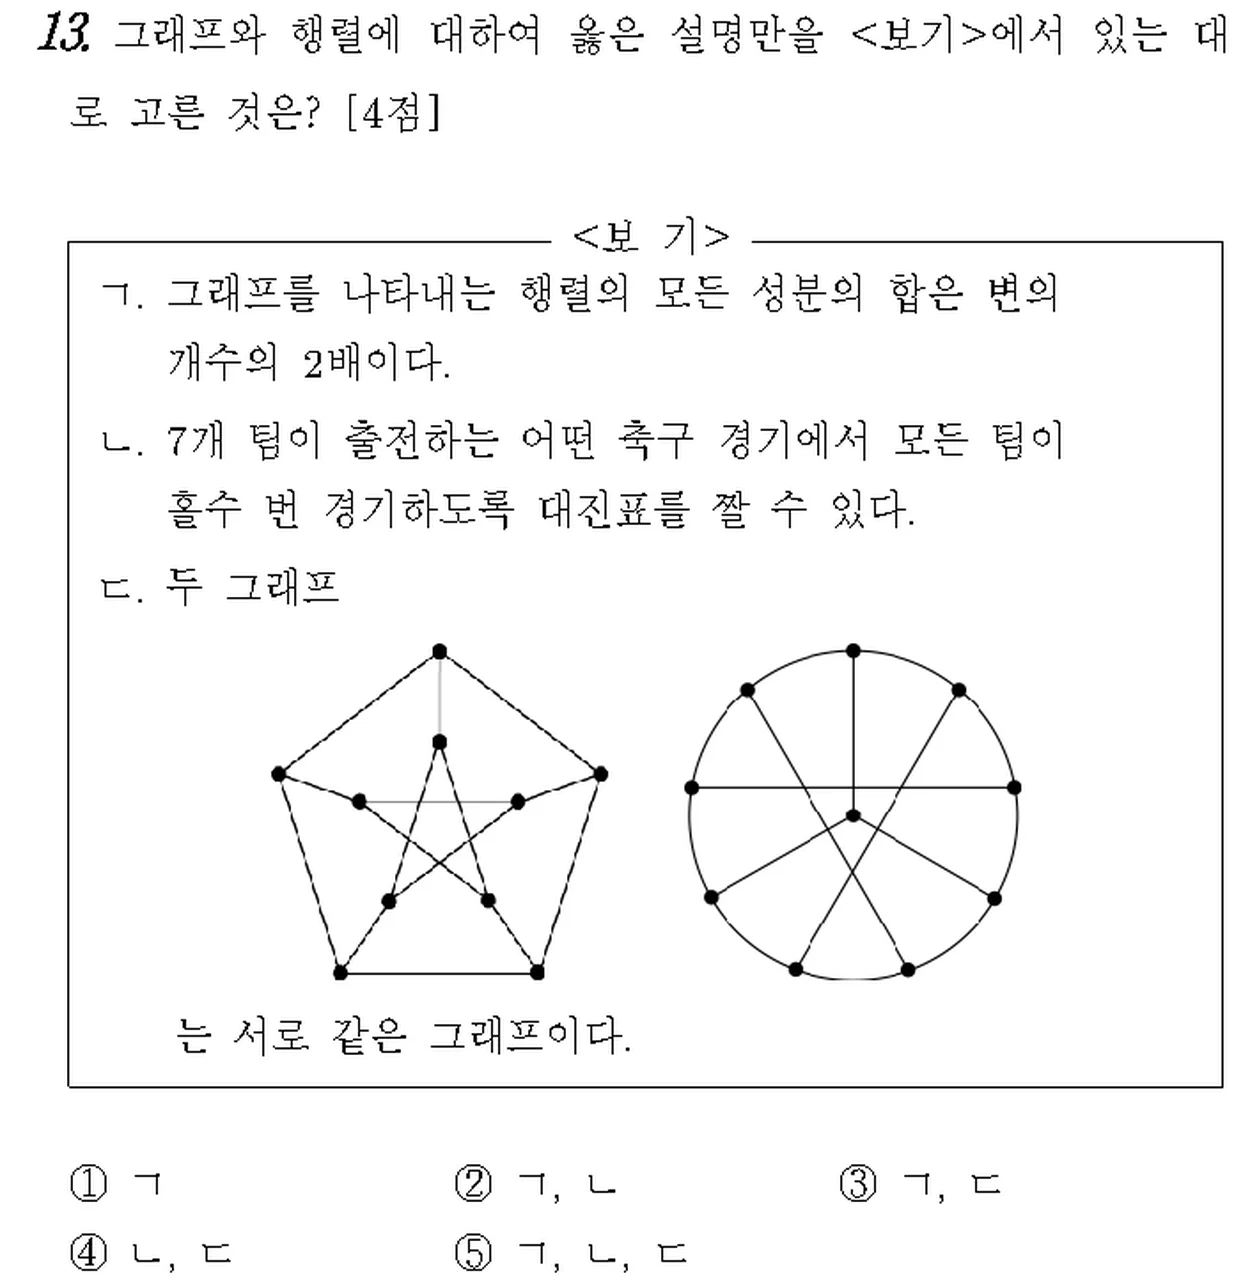 13. 그래프와 행렬에 대하여 옳은 설명만을 <보기>에서 있는 대
로 고른 것은? [4점]
<보 기>
ㄱ. 그래프를 나타내는 행렬의 모든 성분의 합은 변의
개수의 2배이다.
ㄴ. 7개 팀이 출전하는 어떤 축구 경기에서 모든 팀이
홀수 번 경기하도록 대진표를 짤 수 있다.
ㄷ. 두 그래프
는 서로 같은 그래프이다.
① ㄱ ② ㄱ, ㄴ ③ ㄱ, ㄷ
④ ㄴ, ㄷ ⑤ ㄱ, ㄴ, ㄷ